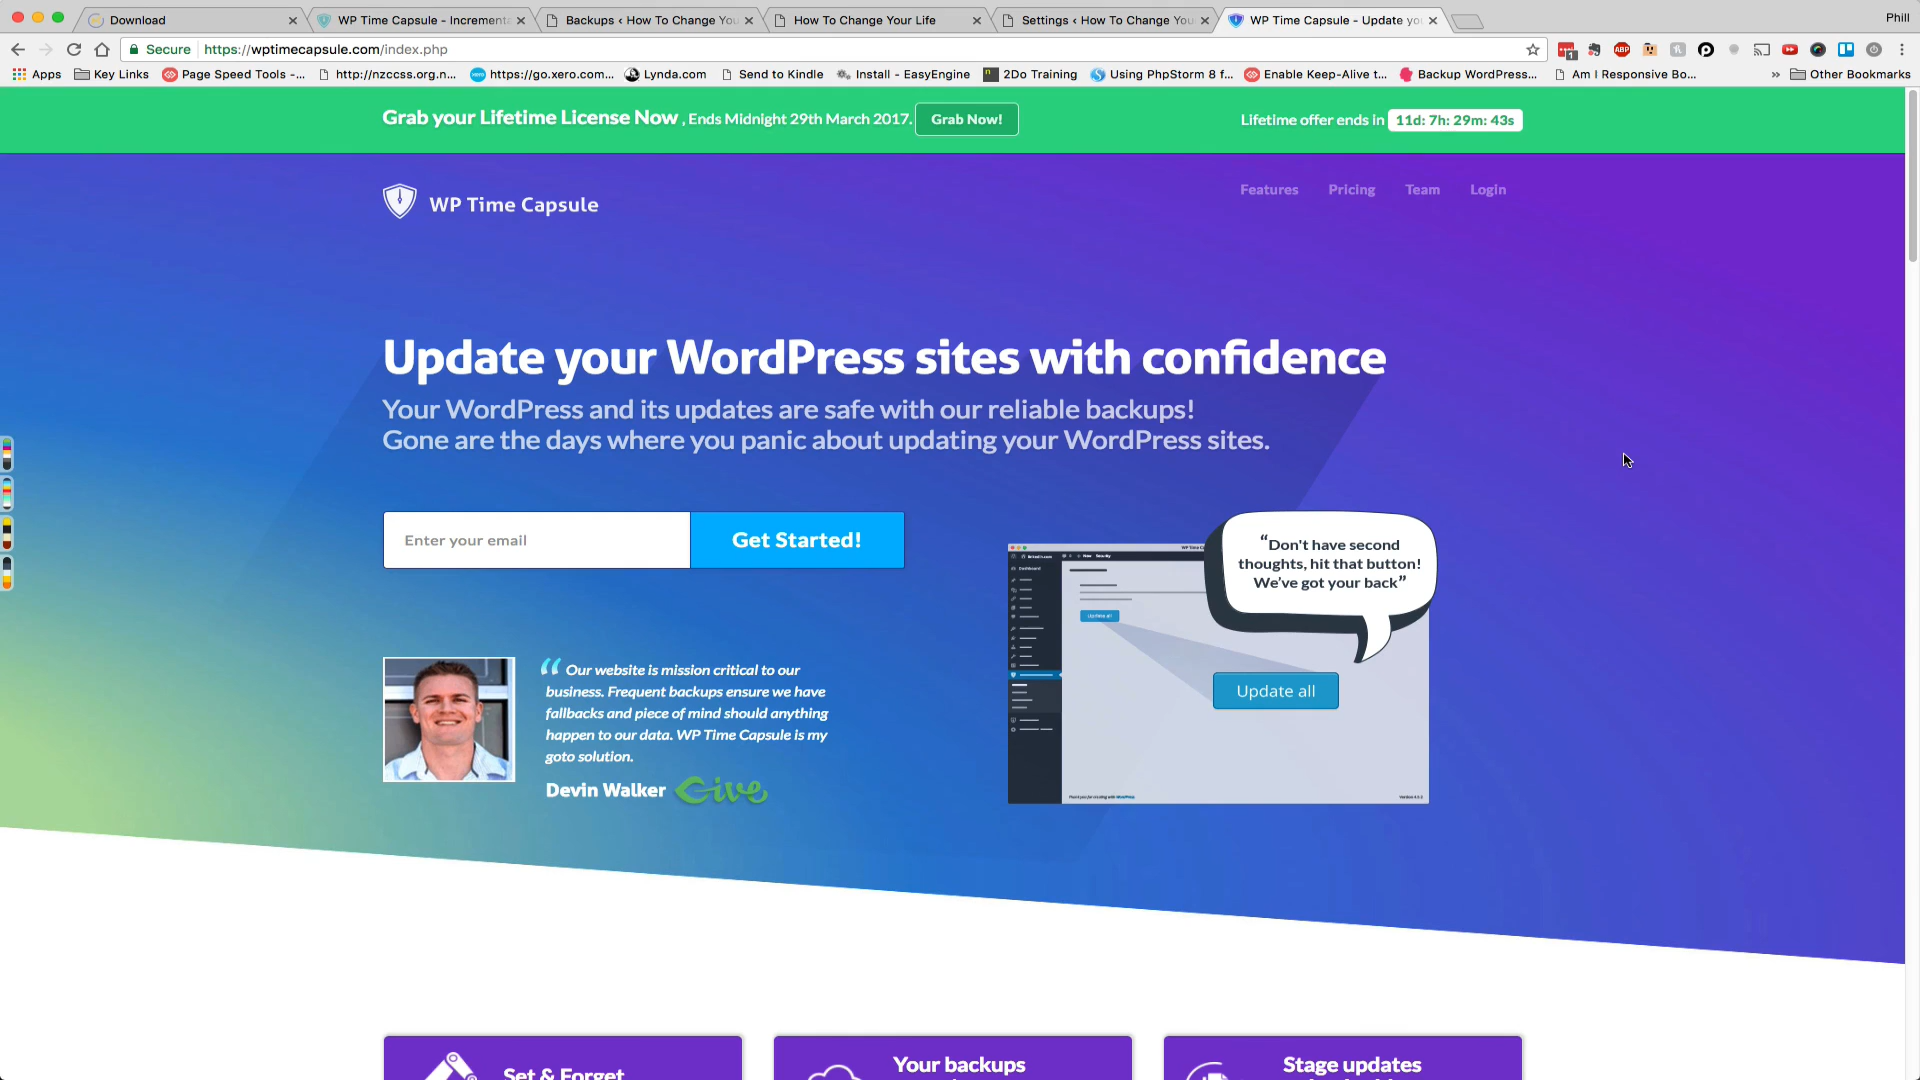 Download
WP Time Capsule - Increment
Backups ‹ How To Change You
How To Change Your Life
Settings ‹ How To Change You
WP Time Capsule - Update yo
Phill
Secure
https://wptimecapsule.com/index.php
1
ABP
Apps
Key Links
Page Speed Tools -...
http://nzccss.org.n...
https://go.xero.com...
Lynda.com
Send to Kindle
Install - EasyEngine
2Do Training
Using PhpStorm 8 f...
Enable Keep-Alive t...
Backup WordPress...
Am I Responsive Bo...
»
Other Bookmarks
Grab your Lifetime License Now , Ends Midnight 29th March 2017.
Grab Now!
Lifetime offer ends in 11d: 7h: 29m: 43s
WP Time Capsule
Features
Pricing
Team
Login
Update your WordPress sites with confidence
Your WordPress and its updates are safe with our reliable backups!
Gone are the days where you panic about updating your WordPress sites.
Enter your email
Get Started!
“Don't have second
thoughts, hit that button!
We’ve got your back”
Update all
“ Our website is mission critical to our
business. Frequent backups ensure we have
fallbacks and piece of mind should anything
happen to our data. WP Time Capsule is my
goto solution.
Devin Walker
Give
Set & Forget
Your backups
Stage updates